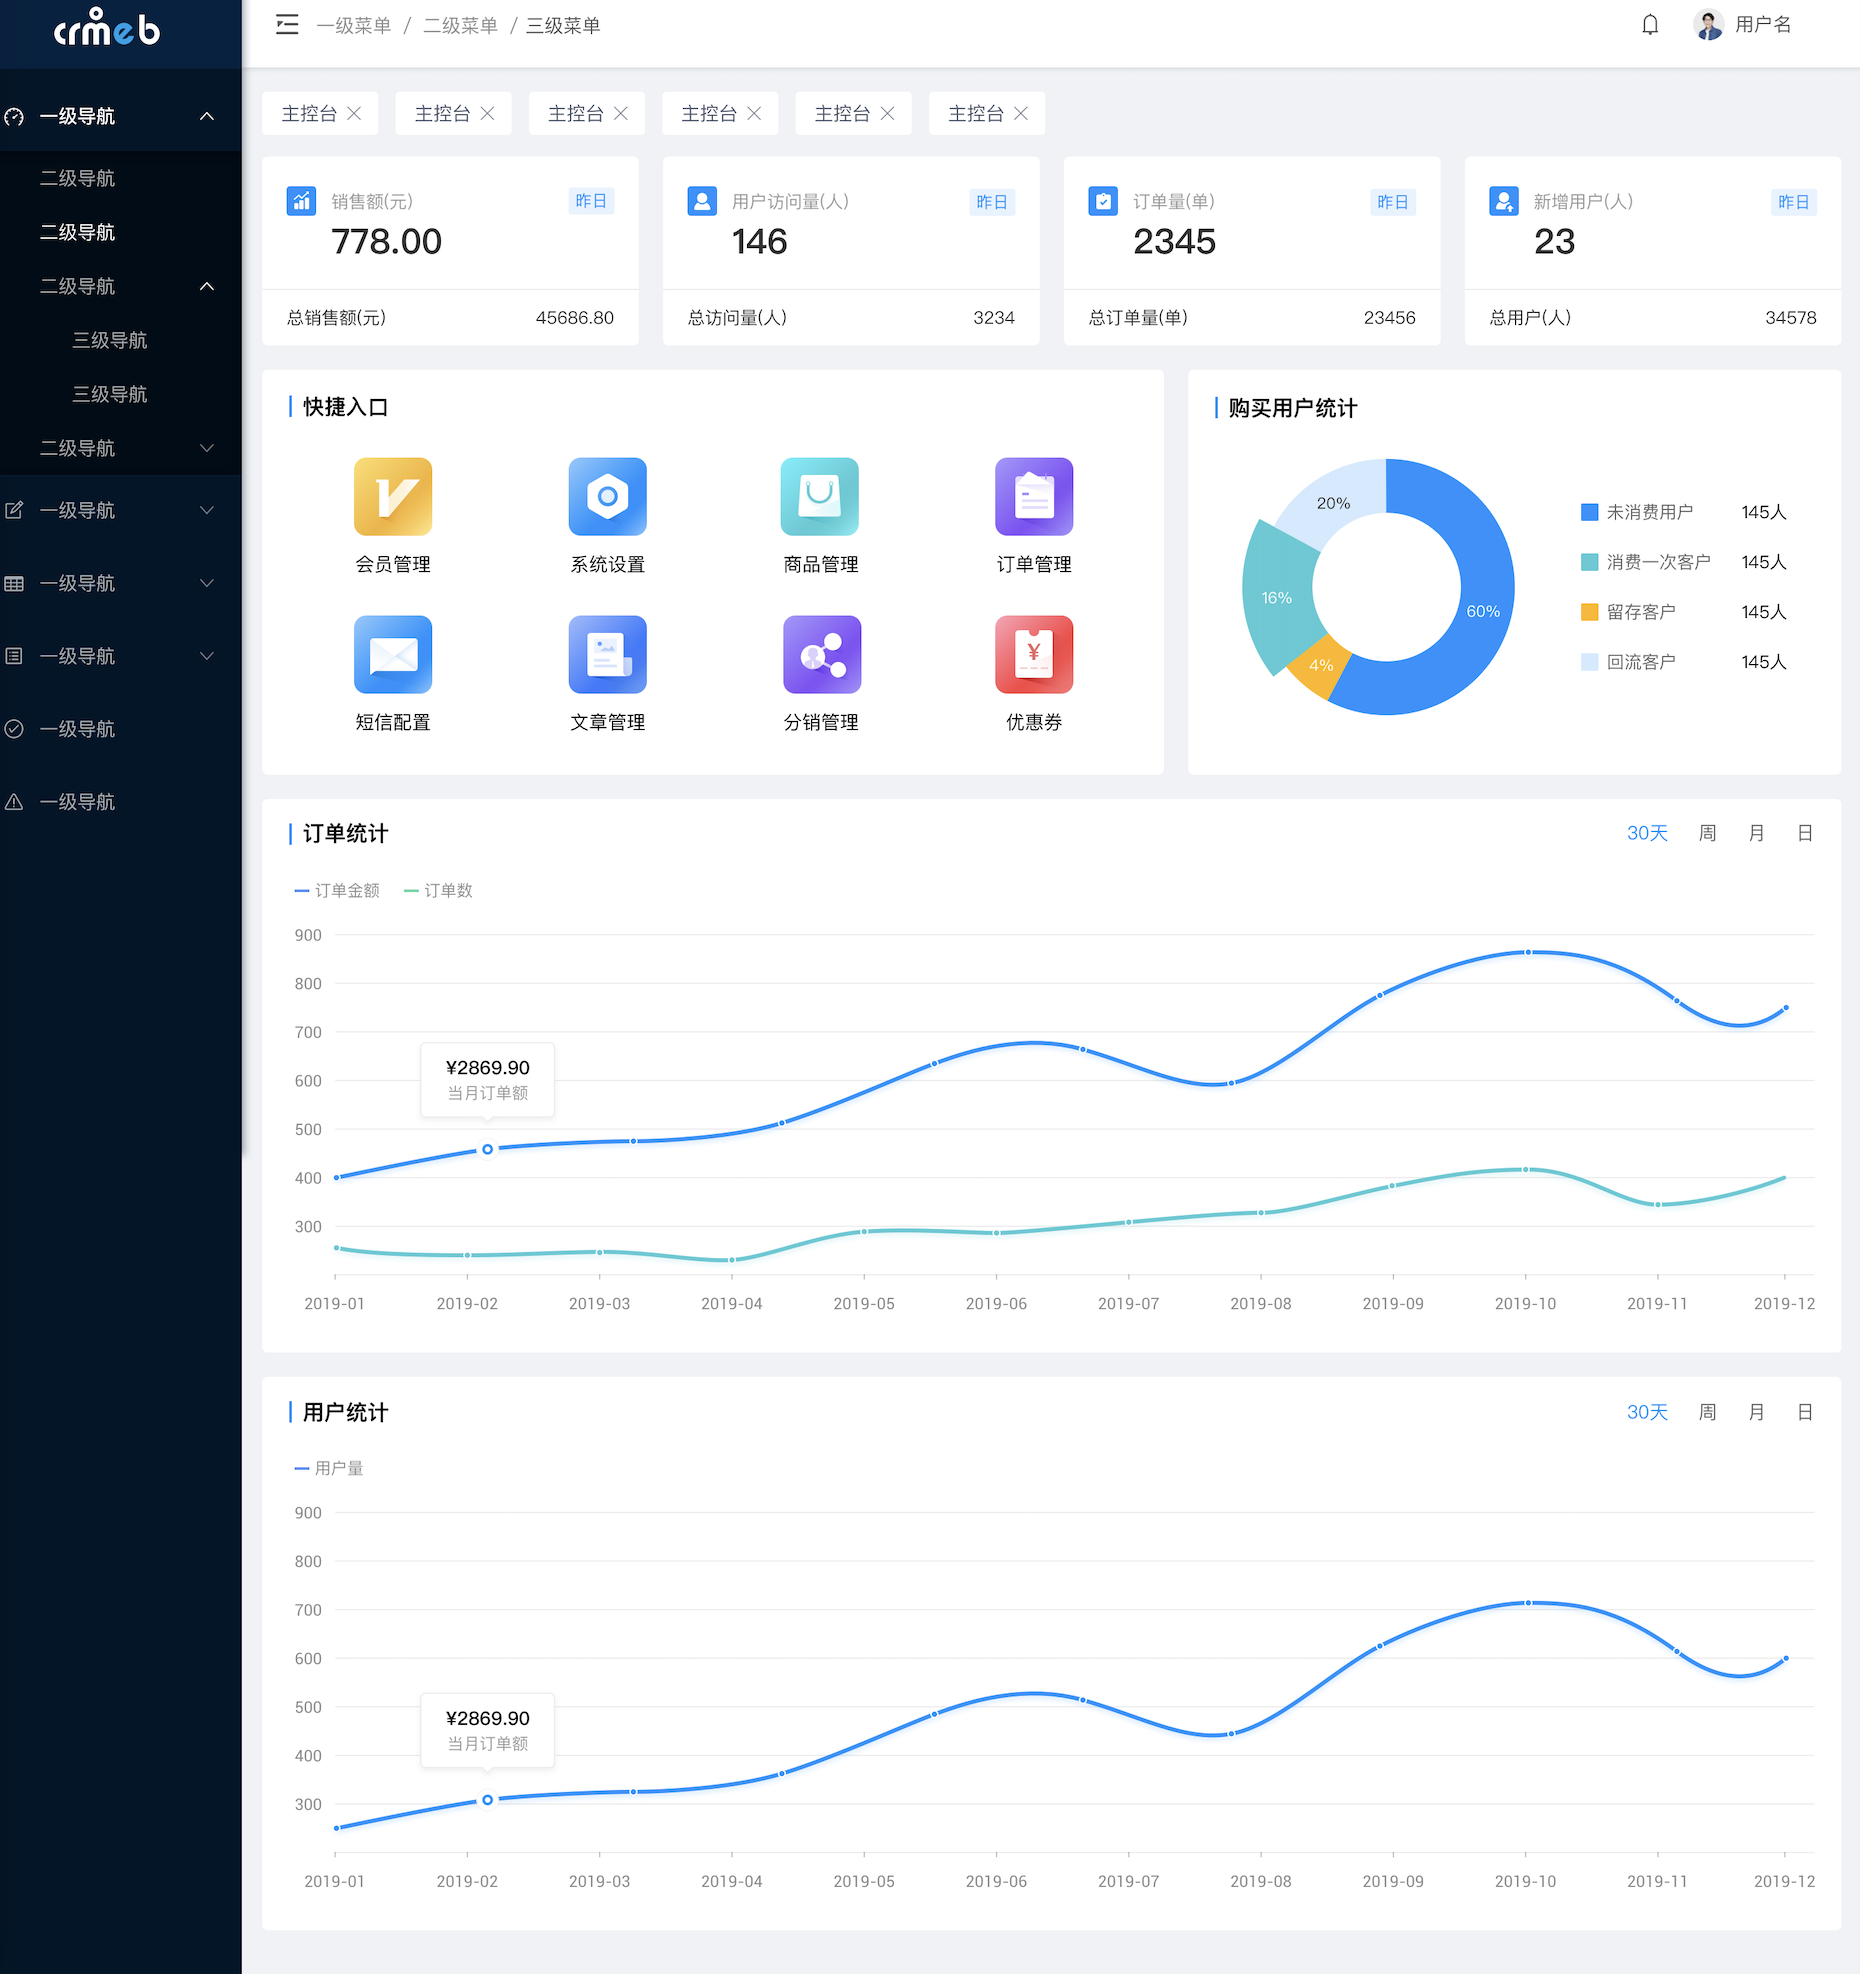 crmeb
一级菜单 / 二级菜单 / 三级菜单
用户名
一级导航
二级导航
二级导航
二级导航
三级导航
三级导航
二级导航
一级导航
一级导航
一级导航
一级导航
一级导航
主控台 主控台 主控台 主控台 主控台 主控台
销售额(元) 昨日
778.00
总销售额(元) 45686.80
用户访问量(人) 昨日
146
总访问量(人) 3234
订单量(单) 昨日
2345
总订单量(单) 23456
新增用户(人) 昨日
23
总用户(人) 34578
快捷入口
会员管理 系统设置 商品管理 订单管理
¥
短信配置 文章管理 分销管理 优惠券
购买用户统计
20%
16%
60%
4%
未消费用户 145人
消费一次客户 145人
留存客户 145人
回流客户 145人
订单统计
30天 周 月 日
订单金额 订单数
900
800
700
600
500
400
300
¥2869.90
当月订单额
2019-01 2019-02 2019-03 2019-04 2019-05 2019-06 2019-07 2019-08 2019-09 2019-10 2019-11 2019-12
用户统计
30天 周 月 日
用户量
900
800
700
600
500
400
300
¥2869.90
当月订单额
2019-01 2019-02 2019-03 2019-04 2019-05 2019-06 2019-07 2019-08 2019-09 2019-10 2019-11 2019-12